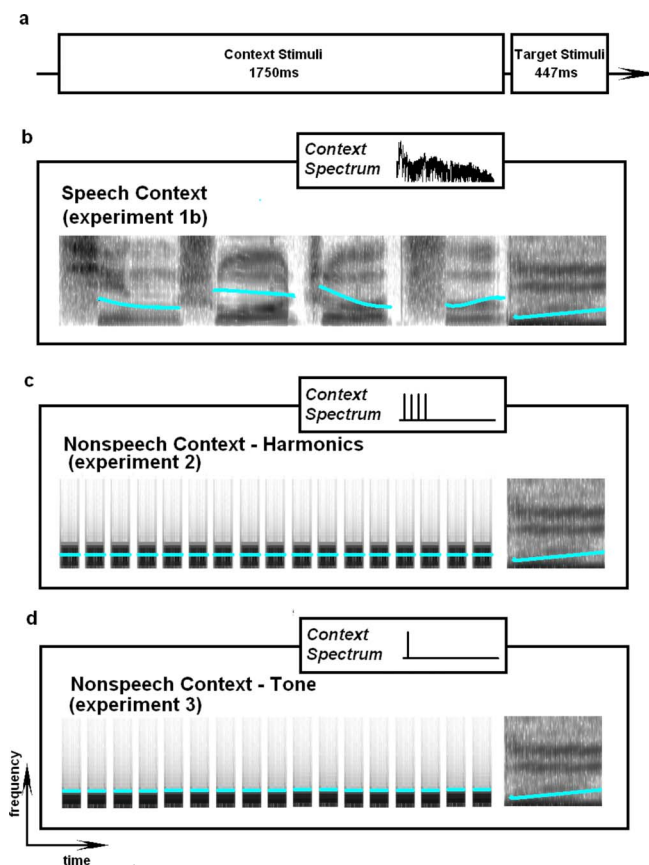 a
Context Stimuli
1750ms
Target Stimuli
447ms
b
Context
Spectrum
Speech Context
(experiment 1b)
c
Context
Spectrum
Nonspeech Context - Harmonics
(experiment 2)
d
Context
Spectrum
Nonspeech Context - Tone
(experiment 3)
frequency
time